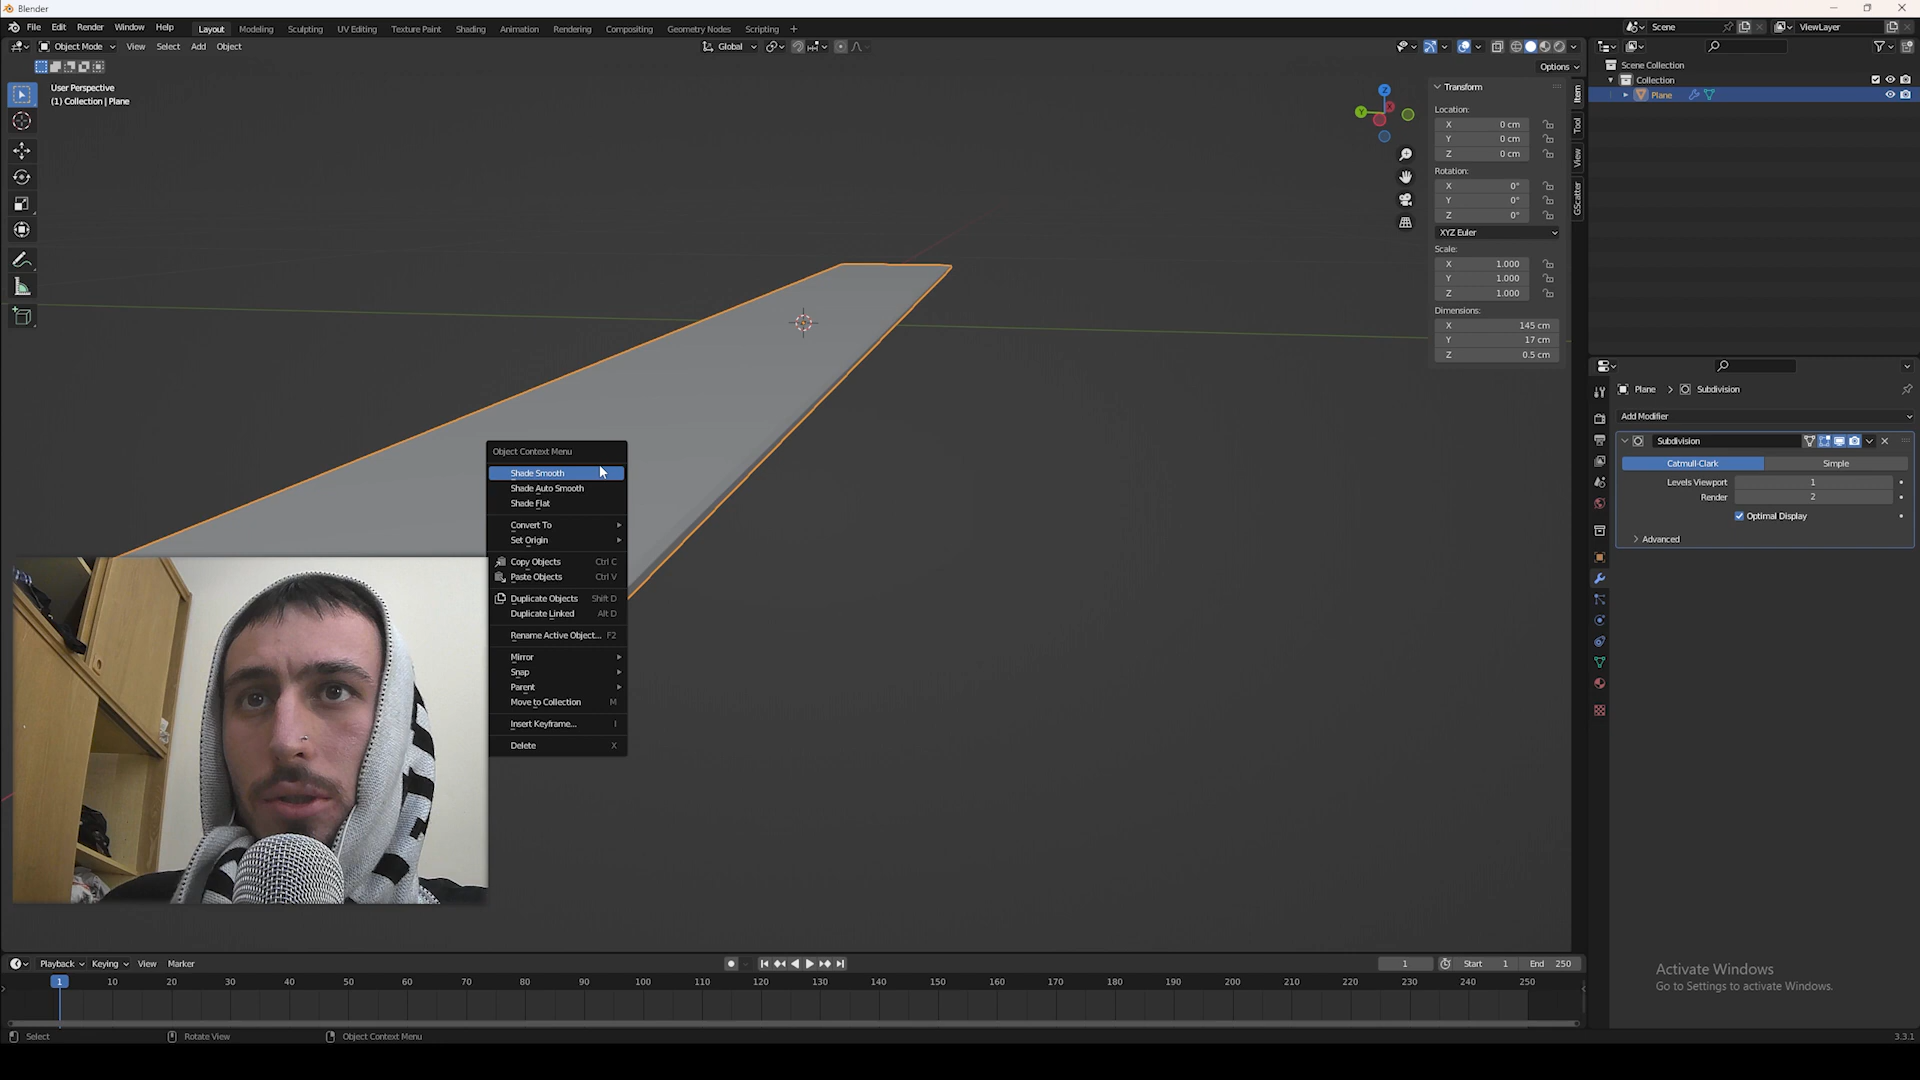 Blender
File Edit Render Window Help Layout Modeling Sculpting UV Editing Texture Paint Shading Animation Rendering Compositing Geometry Nodes Scripting + Scene ViewLayer
Object Mode View Select Add Object Global
Options
User Perspective
(1) Collection | Plane
Z
Y
X
Transform
Location:
X 0 cm
Y 0 cm
Z 0 cm
Rotation:
X 0°
Y 0°
Z 0°
XYZ Euler
Scale:
X 1.000
Y 1.000
Z 1.000
Dimensions:
X 145 cm
Y 17 cm
Z 0.5 cm
Item
Tool
View
GScatter
Scene Collection
Collection
Plane
Plane > Subdivision
Add Modifier
Subdivision
Catmull-Clark Simple
Levels Viewport 1
Render 2
Optimal Display
Advanced
Object Context Menu
Shade Smooth
Shade Auto Smooth
Shade Flat
Convert To
Set Origin
Copy Objects Ctrl C
Paste Objects Ctrl V
Duplicate Objects Shift D
Duplicate Linked Alt D
Rename Active Object... F2
Mirror
Snap
Parent
Move to Collection M
Insert Keyframe... I
Delete X
Playback Keying View Marker 1 Start 1 End 250
1 10 20 30 40 50 60 70 80 90 100 110 120 130 140 150 160 170 180 190 200 210 220 230 240 250
Activate Windows
Go to Settings to activate Windows.
Select Rotate View Object Context Menu 3.3.1